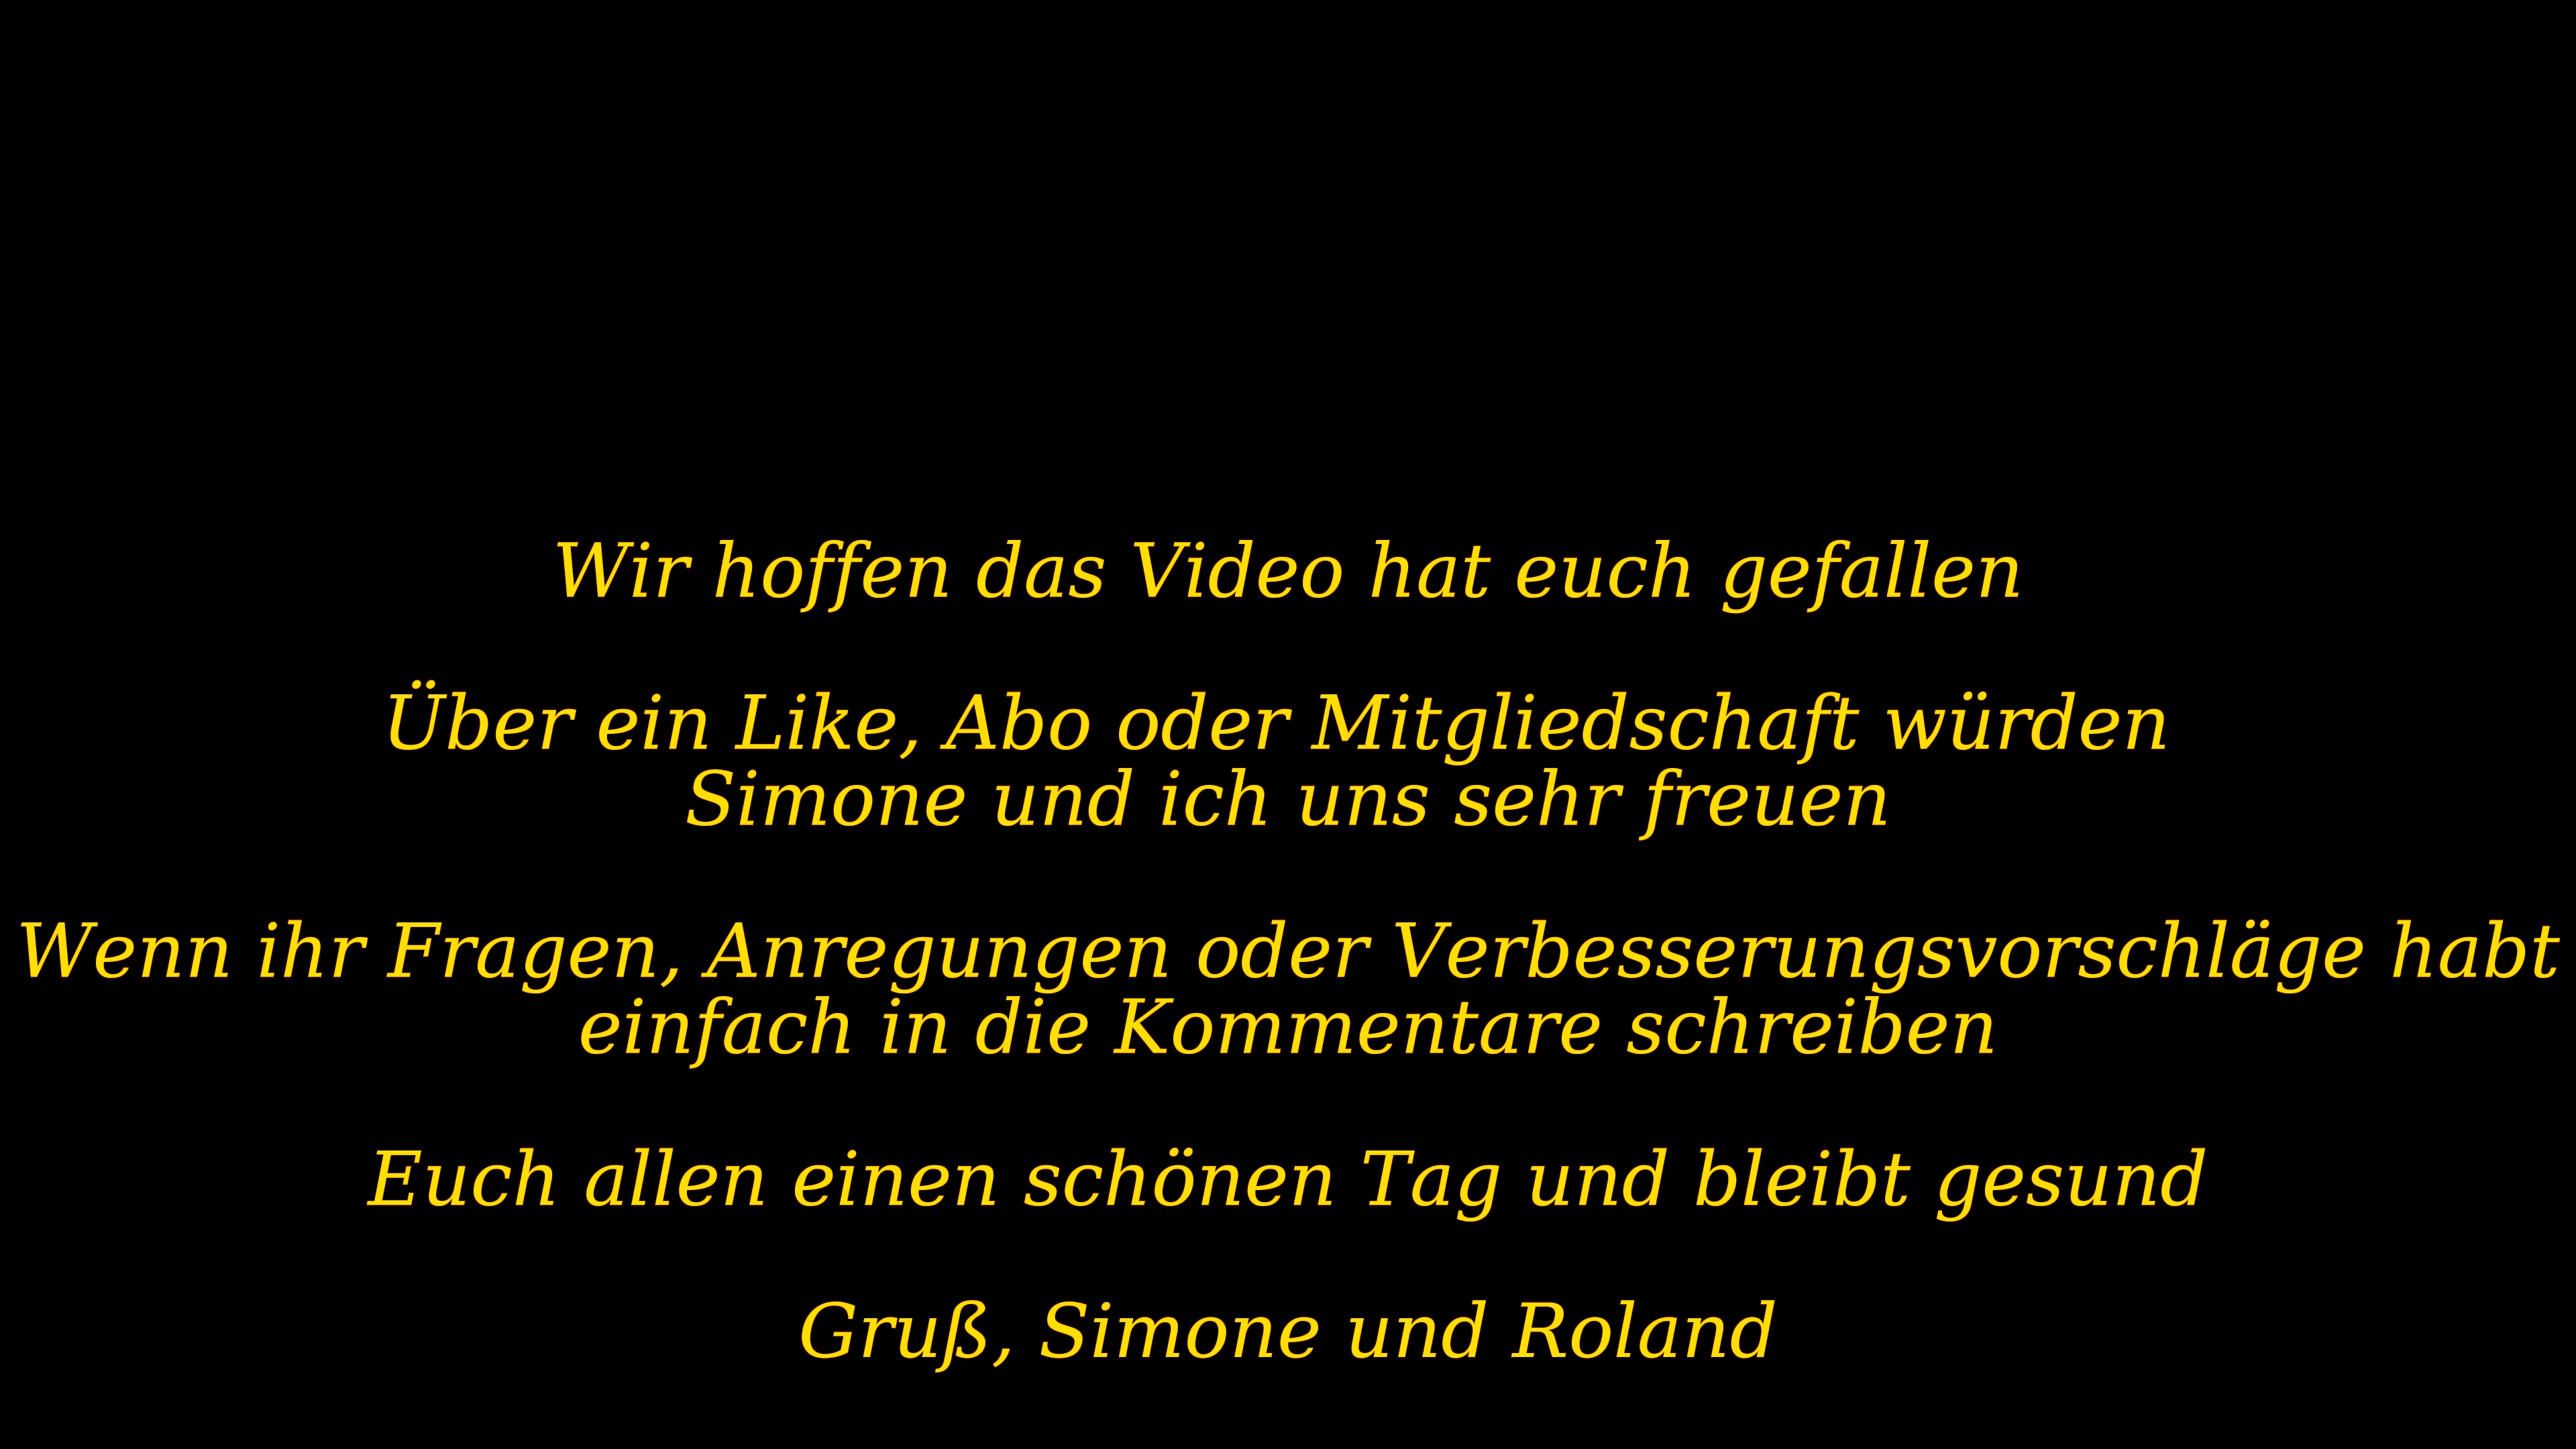 Wir hoffen das Video hat euch gefallen
Über ein Like, Abo oder Mitgliedschaft würden
Simone und ich uns sehr freuen
Wenn ihr Fragen, Anregungen oder Verbesserungsvorschläge habt
einfach in die Kommentare schreiben
Euch allen einen schönen Tag und bleibt gesund
Gruß, Simone und Roland